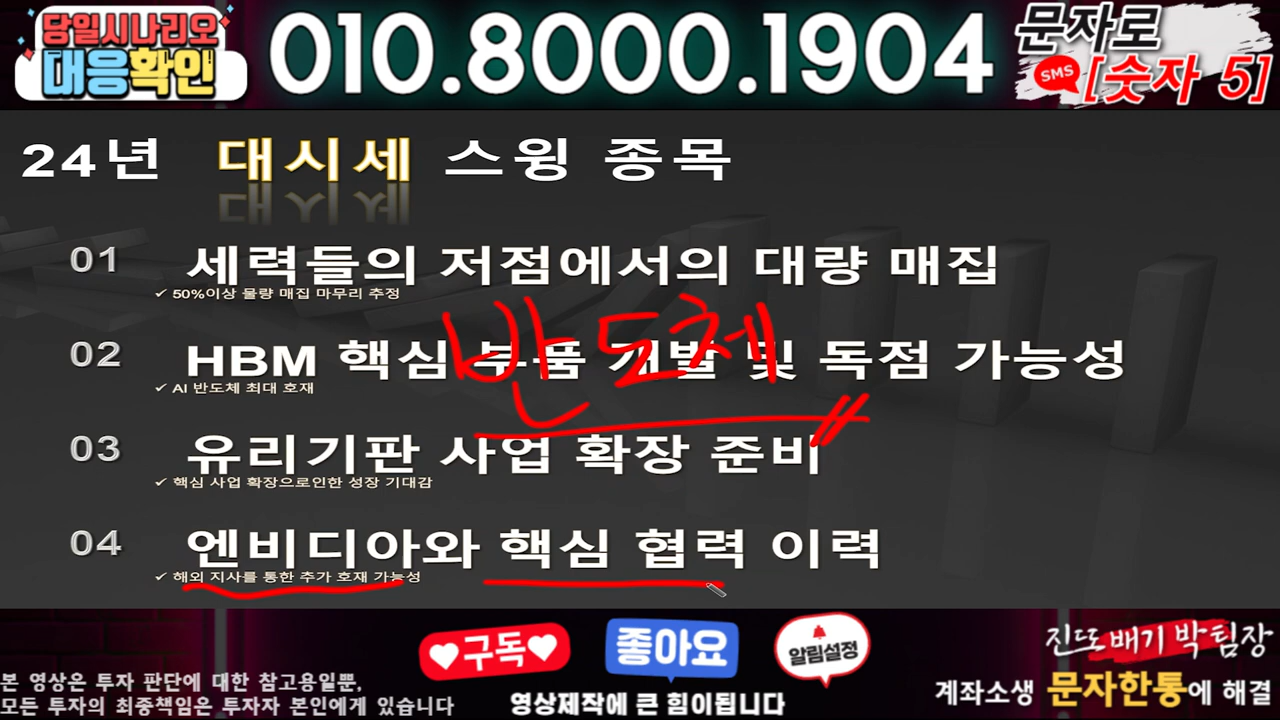 당일시나리오
대응확인
010.8000.1904
문자로
SMS
[숫자 5]
24년 대시세 스윙 종목
01 세력들의 저점에서의 대량 매집
✓ 50%이상 물량 매집 마무리 추정
반도체
02 HBM 핵심 부품 개발 및 독점 가능성
✓ AI 반도체 최대 호재
03 유리기판 사업 확장 준비
✓ 핵심 사업 확장으로인한 성장 기대감
04 엔비디아와 핵심 협력 이력
✓ 해외 지사를 통한 추가 호재 가능성
구독
좋아요
알림설정
진또배기 박팀장
본 영상은 투자 판단에 대한 참고용일뿐,
모든 투자의 최종책임은 투자자 본인에게 있습니다
영상제작에 큰 힘이됩니다
계좌소생 문자한통에 해결